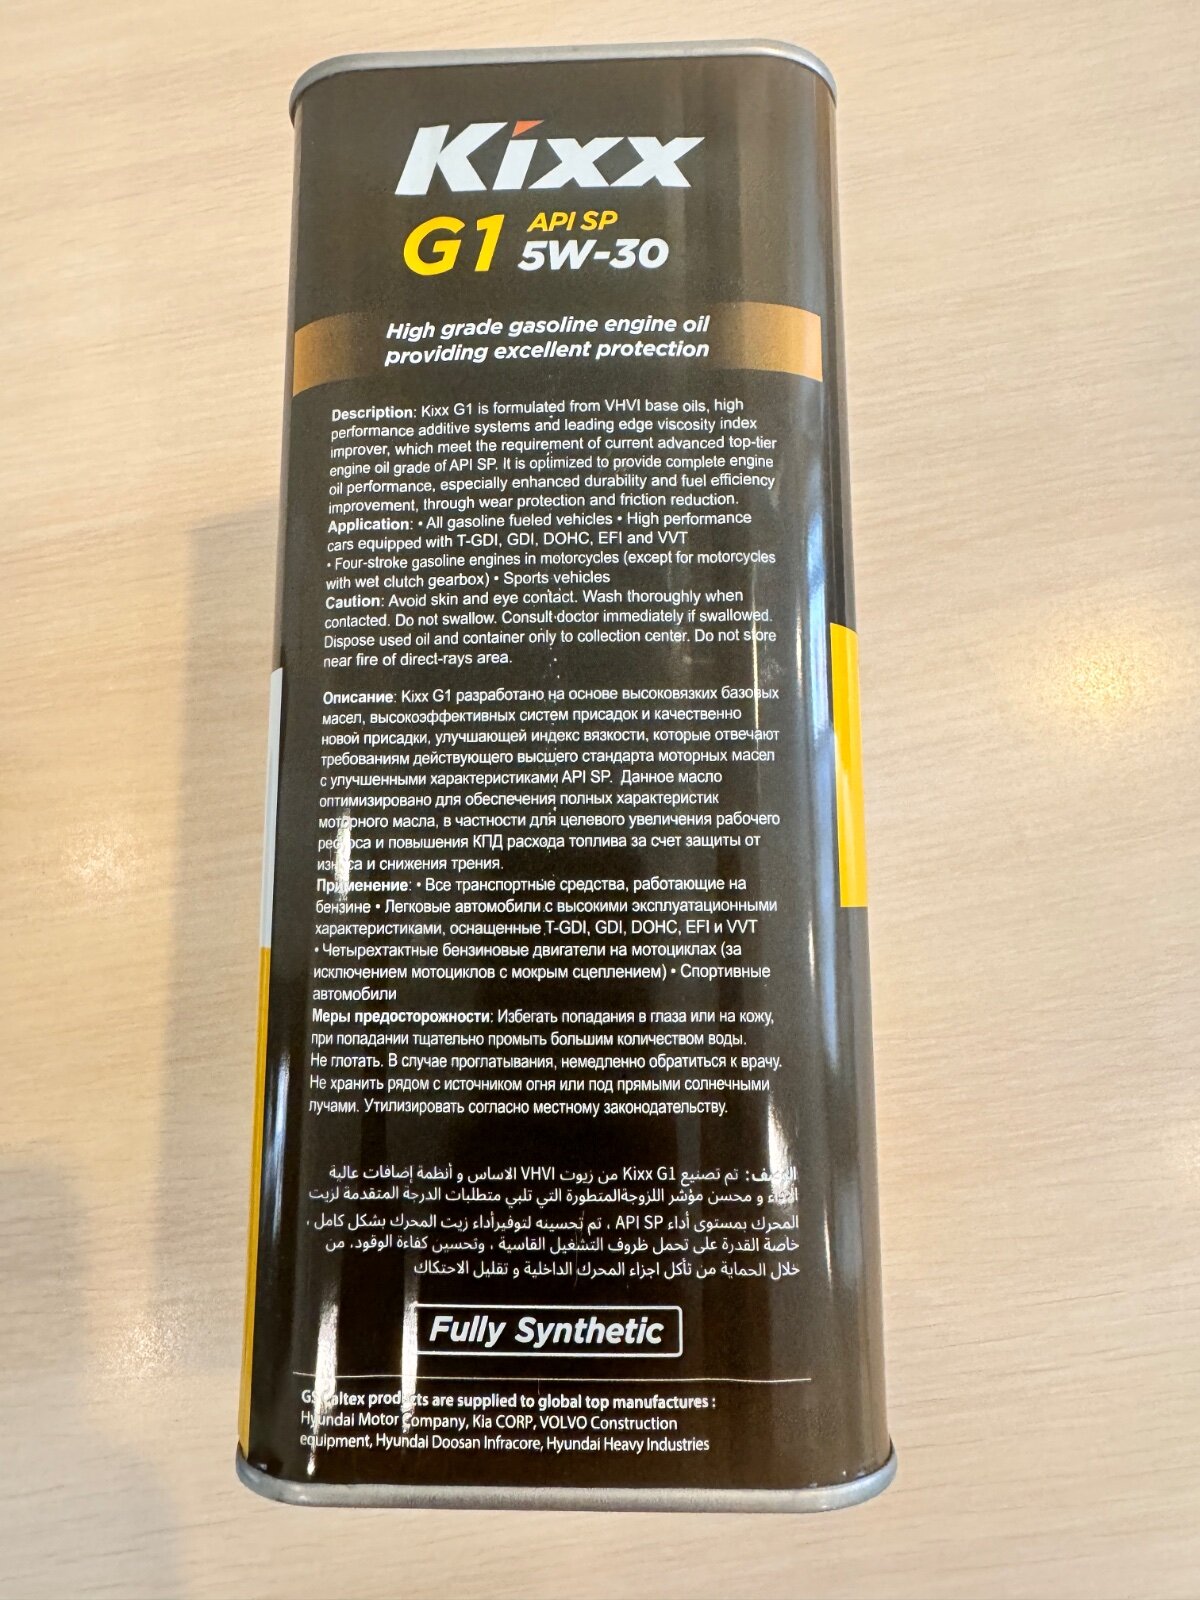 Kixx
G1 API SP
5W-30
High grade gasoline engine oil
providing excellent protection
Description: Kixx G1 is formulated from VHVI base oils, high
performance additive systems and leading edge viscosity index
improver, which meet the requirement of current advanced top-tier
engine oil grade of API SP. It is optimized to provide complete engine
oil performance, especially enhanced durability and fuel efficiency
improvement, through wear protection and friction reduction.
Application: • All gasoline fueled vehicles • High performance
cars equipped with T-GDI, GDI, DOHC, EFI and VVT
• Four-stroke gasoline engines in motorcycles (except for motorcycles
with wet clutch gearbox) • Sports vehicles
Caution: Avoid skin and eye contact. Wash thoroughly when
contacted. Do not swallow. Consult doctor immediately if swallowed.
Dispose used oil and container only to collection center. Do not store
near fire of direct-rays area.
Описание: Kixx G1 разработано на основе высоковязких базовых
масел, высокоэффективных систем присадок и качественно
новой присадки, улучшающей индекс вязкости, которые отвечают
требованиям действующего высшего стандарта моторных масел
с улучшенными характеристиками API SP. Данное масло
оптимизировано для обеспечения полных характеристик
моторного масла, в частности для целевого увеличения рабочего
ресурса и повышения КПД расхода топлива за счет защиты от
износа и снижения трения.
Применение: • Все транспортные средства, работающие на
бензине • Легковые автомобили с высокими эксплуатационными
характеристиками, оснащенные T-GDI, GDI, DOHC, EFI и VVT
• Четырехтактные бензиновые двигатели на мотоциклах (за
исключением мотоциклов с мокрым сцеплением) • Спортивные
автомобили
Меры предосторожности: Избегать попадания в глаза или на кожу,
при попадании тщательно промыть большим количеством воды.
Не глотать. В случае проглатывания, немедленно обратиться к врачу.
Не хранить рядом с источником огня или под прямыми солнечными
лучами. Утилизировать согласно местному законодательству.
الوصف: تم تصنيع Kixx G1 من زيوت VHVI الاساس و أنظمة إضافات عالية
الأداء و محسن مؤشر اللزوجةالمتطورة التي تلبي متطلبات الدرجة المتقدمة لزيت
المحرك بمستوى أداء API SP ، تم تحسينه لتوفيرأداء زيت المحرك بشكل كامل ،
خاصة القدرة على تحمل ظروف التشغيل القاسية ، وتحسين كفاءة الوقود، من
خلال الحماية من تأكل اجزاء المحرك الداخلية و تقليل الاحتكاك
Fully Synthetic
GS Caltex products are supplied to global top manufactures :
Hyundai Motor Company, Kia CORP, VOLVO Construction
equipment, Hyundai Doosan Infracore, Hyundai Heavy Industries